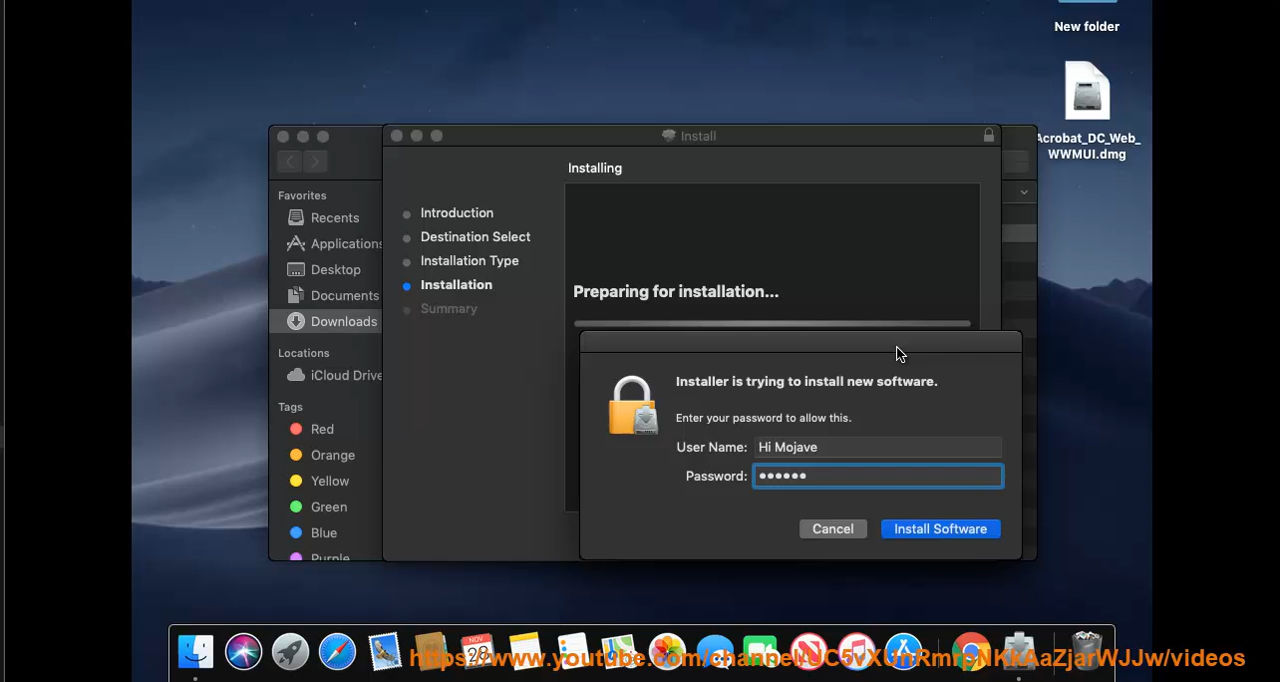 New folder
Acrobat_DC_Web_
WWMUI.dmg
Install
Favorites
Recents
Applications
Desktop
Documents
Downloads
Locations
iCloud Drive
Tags
Red
Orange
Yellow
Green
Blue
Purple
Introduction
Destination Select
Installation Type
Installation
Summary
Installing
Preparing for installation...
Installer is trying to install new software.
Enter your password to allow this.
User Name: Hi Mojave
Password: ••••••
Cancel
Install Software
NOV
28